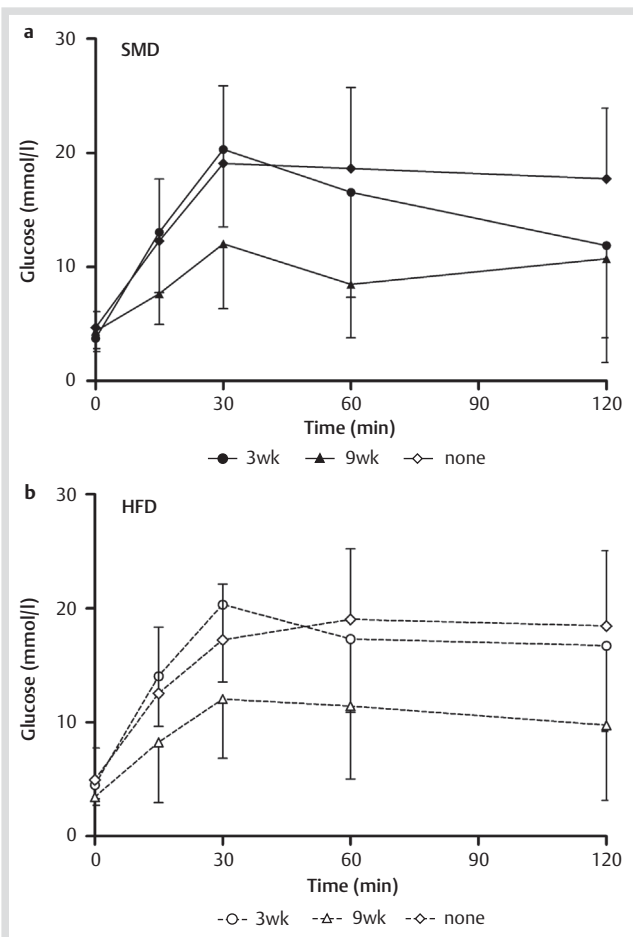 a
SMD
30
20
10
0
Glucose (mmol/l)
0 30 60 90 120
Time (min)
3wk 9wk none
b
HFD
30
20
10
0
Glucose (mmol/l)
0 30 60 90 120
Time (min)
3wk 9wk none